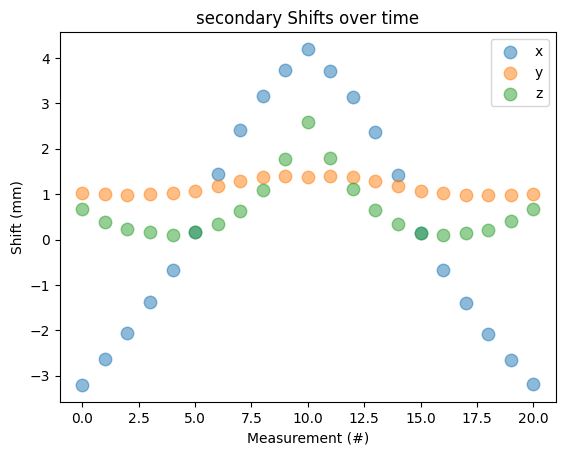 secondary Shifts over time
x
y
z
4
3
2
1
0
−1
−2
−3
Shift (mm)
0.0 2.5 5.0 7.5 10.0 12.5 15.0 17.5 20.0
Measurement (#)